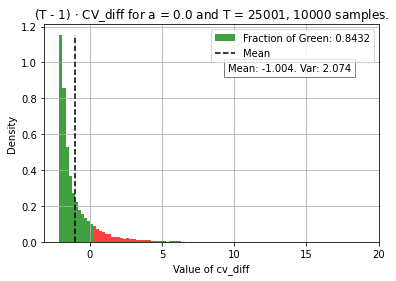 (T - 1) · CV_diff for a = 0.0 and T = 25001, 10000 samples.
Fraction of Green: 0.8432
Mean
Mean: -1.004. Var: 2.074
Density
1.2
1.0
0.8
0.6
0.4
0.2
0.0
0
5
10
15
20
Value of cv_diff